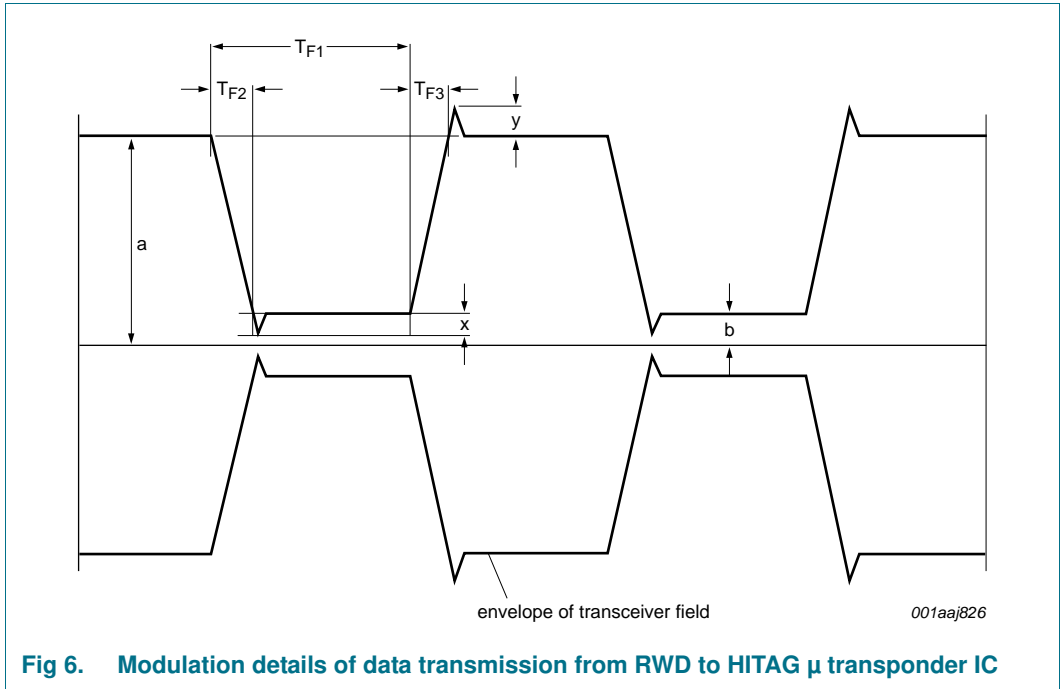 TF1
TF2
TF3
y
a
x
b
envelope of transceiver field
001aaj826
Fig 6. Modulation details of data transmission from RWD to HITAG µ transponder IC